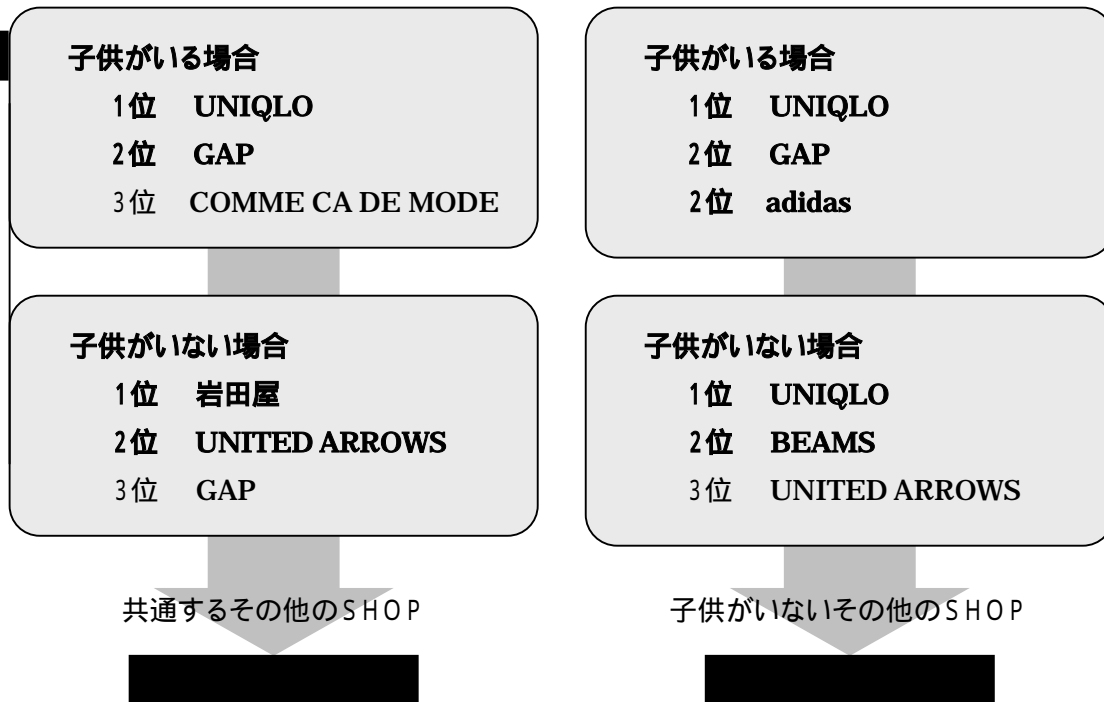 子供がいる場合
1位 UNIQLO
2位 GAP
3位 COMME CA DE MODE
子供がいない場合
1位 岩田屋
2位 UNITED ARROWS
3位 GAP
共通するその他のSHOP
子供がいる場合
1位 UNIQLO
2位 GAP
2位 adidas
子供がいない場合
1位 UNIQLO
2位 BEAMS
3位 UNITED ARROWS
子供がいないその他のSHOP